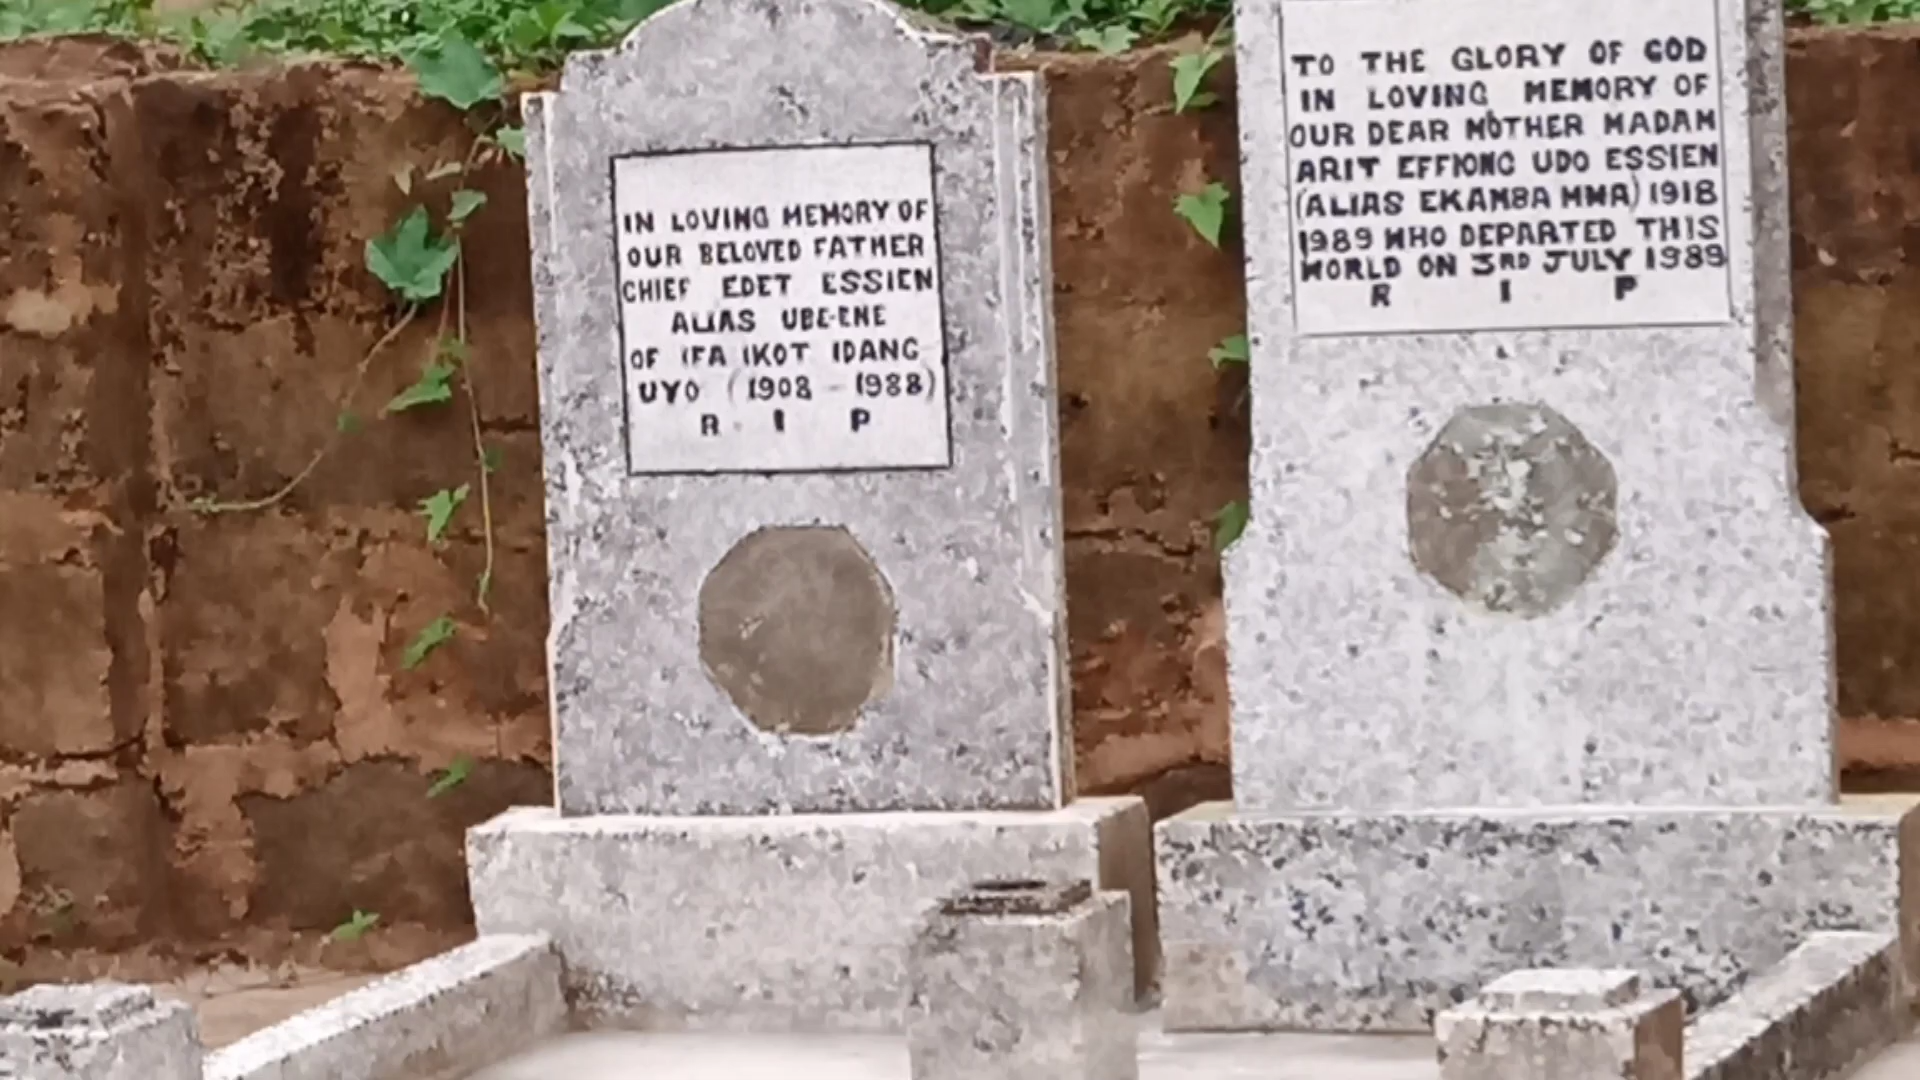 IN LOVING MEMORY OF
OUR BELOVED FATHER
CHIEF EDET ESSIEN
ALIAS UBE-ENE
OF IFA IKOT IDANG
UYO (1908 - 1988)
R . I P
TO THE GLORY OF GOD
IN LOVING MEMORY OF
OUR DEAR MOTHER MADAM
ARIT EFFIONG UDO ESSIEN
(ALIAS EKAMBA MMA) 1918
1989 WHO DEPARTED THIS
WORLD ON 3RD JULY 1989
R I P